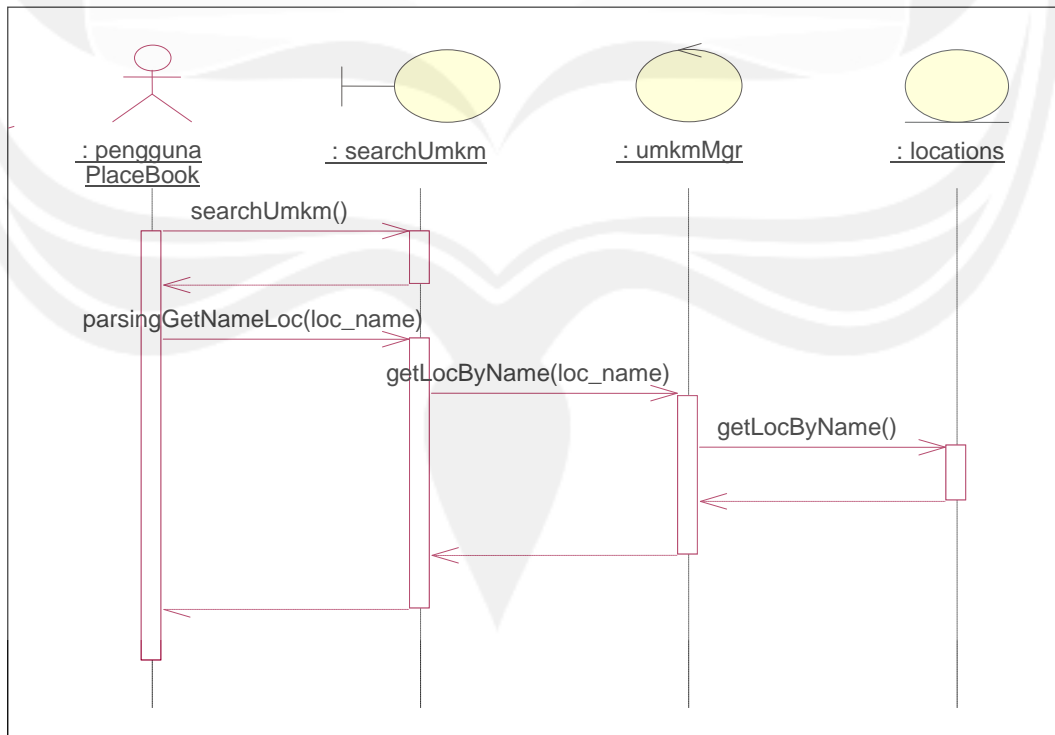 : pengguna
PlaceBook
: searchUmkm
: umkmMgr
: locations
searchUmkm()
parsingGetNameLoc(loc_name)
getLocByName(loc_name)
getLocByName()